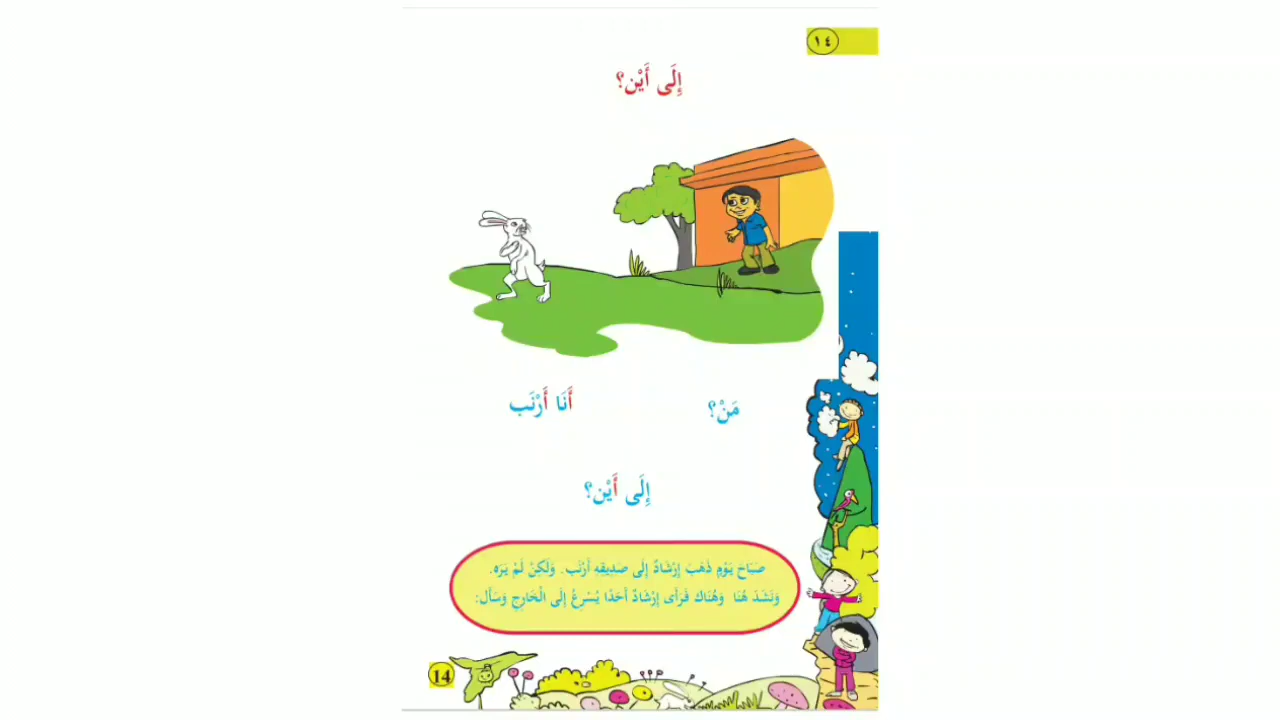 ١٤
إِلَى أَيْن؟
مَنْ؟ أَنَا أَرْنَب
إِلَى أَيْن؟
صَبَاحَ يَوْمٍ ذَهَبَ إِرْشَادٌ إِلَى صَدِيقِهِ أَرْنَب. وَلَكِنْ لَمْ يَرَه.
وَنَشَدَ هُنَا وَهُنَاكَ فَرَأَى إِرْشَادٌ أَحَدًا يُسْرِعُ إِلَى الْخَارِجِ وَسَأَل:
14